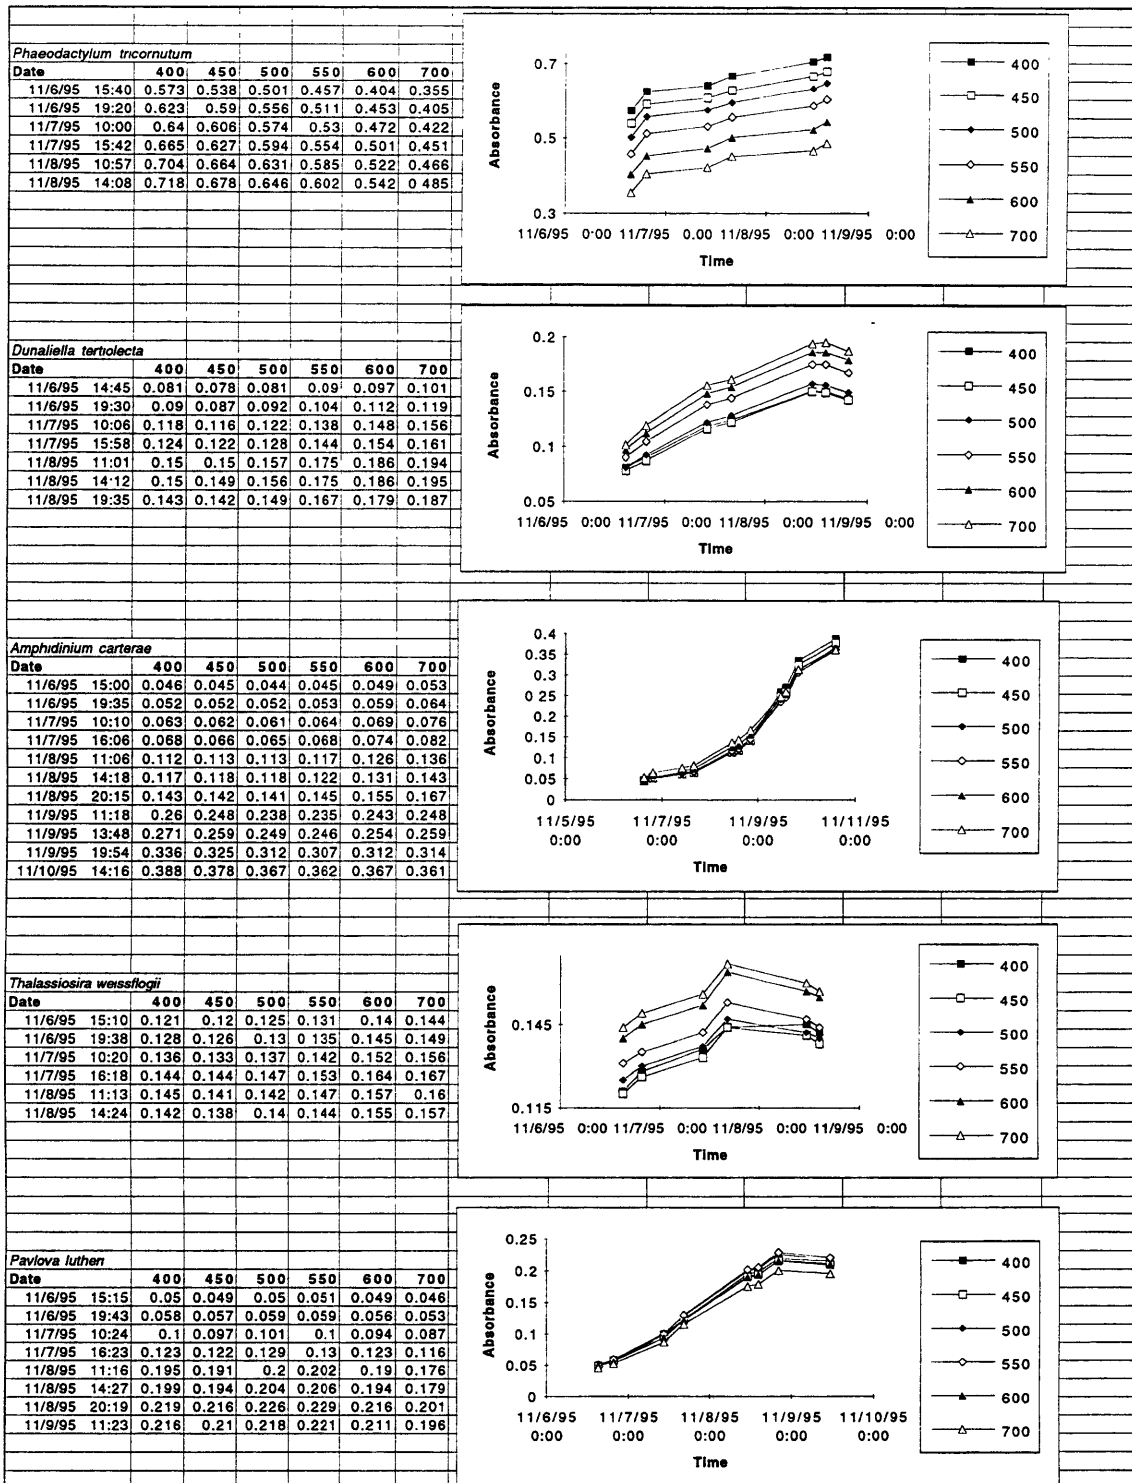 Phaeodactylum tricornutum
Date 400 450 500 550 600 700
11/6/95 15:40 0.573 0.538 0.501 0.457 0.404 0.355
11/6/95 19:20 0.623 0.59 0.556 0.511 0.453 0.405
11/7/95 10:00 0.64 0.606 0.574 0.53 0.472 0.422
11/7/95 15:42 0.665 0.627 0.594 0.554 0.501 0.451
11/8/95 10:57 0.704 0.664 0.631 0.585 0.522 0.466
11/8/95 14:08 0.718 0.678 0.646 0.602 0.542 0 485
Absorbance
0.7
0.5
0.3
11/6/95 0·00 11/7/95 0.00 11/8/95 0:00 11/9/95 0:00
Time
400
450
500
550
600
700
Dunaliella tertiolecta
Date 400 450 500 550 600 700
11/6/95 14:45 0.081 0.078 0.081 0.09 0.097 0.101
11/6/95 19:30 0.09 0.087 0.092 0.104 0.112 0.119
11/7/95 10:06 0.118 0.116 0.122 0.138 0.148 0.156
11/7/95 15:58 0.124 0.122 0.128 0.144 0.154 0.161
11/8/95 11:01 0.15 0.15 0.157 0.175 0.186 0.194
11/8/95 14:12 0.15 0.149 0.156 0.175 0.186 0.195
11/8/95 19:35 0.143 0.142 0.149 0.167 0.179 0.187
Absorbance
0.2
0.15
0.1
0.05
11/6/95 0:00 11/7/95 0:00 11/8/95 0:00 11/9/95 0:00
Time
400
450
500
550
600
700
Amphidinium carterae
Date 400 450 500 550 600 700
11/6/95 15:00 0.046 0.045 0.044 0.045 0.049 0.053
11/6/95 19:35 0.052 0.052 0.052 0.053 0.059 0.064
11/7/95 10:10 0.063 0.062 0.061 0.064 0.069 0.076
11/7/95 16:06 0.068 0.066 0.065 0.068 0.074 0.082
11/8/95 11:06 0.112 0.113 0.113 0.117 0.126 0.136
11/8/95 14:18 0.117 0.118 0.118 0.122 0.131 0.143
11/8/95 20:15 0.143 0.142 0.141 0.145 0.155 0.167
11/9/95 11:18 0.26 0.248 0.238 0.235 0.243 0.248
11/9/95 13:48 0.271 0.259 0.249 0.246 0.254 0.259
11/9/95 19:54 0.336 0.325 0.312 0.307 0.312 0.314
11/10/95 14:16 0.388 0.378 0.367 0.362 0.367 0.361
Absorbance
0.4
0.35
0.3
0.25
0.2
0.15
0.1
0.05
0
11/5/95 11/7/95 11/9/95 11/11/95
0:00 0:00 0:00 0:00
Time
400
450
500
550
600
700
Thalassiosira weissflogii
Date 400 450 500 550 600 700
11/6/95 15:10 0.121 0.12 0.125 0.131 0.14 0.144
11/6/95 19:38 0.128 0.126 0.13 0.135 0.145 0.149
11/7/95 10:20 0.136 0.133 0.137 0.142 0.152 0.156
11/7/95 16:18 0.144 0.144 0.147 0.153 0.164 0.167
11/8/95 11:13 0.145 0.141 0.142 0.147 0.157 0.16
11/8/95 14:24 0.142 0.138 0.14 0.144 0.155 0.157
Absorbance
0.145
0.115
11/6/95 0:00 11/7/95 0:00 11/8/95 0:00 11/9/95 0:00
Time
400
450
500
550
600
700
Pavlova lutheri
Date 400 450 500 550 600 700
11/6/95 15:15 0.05 0.049 0.05 0.051 0.049 0.046
11/6/95 19:43 0.058 0.057 0.059 0.059 0.056 0.053
11/7/95 10:24 0.1 0.097 0.101 0.1 0.094 0.087
11/7/95 16:23 0.123 0.122 0.129 0.13 0.123 0.116
11/8/95 11:16 0.195 0.191 0.2 0.202 0.19 0.176
11/8/95 14:27 0.199 0.194 0.204 0.206 0.194 0.179
11/8/95 20:19 0.219 0.216 0.226 0.229 0.216 0.201
11/9/95 11:23 0.216 0.21 0.218 0.221 0.211 0.196
Absorbance
0.25
0.2
0.15
0.1
0.05
0
11/6/95 11/7/95 11/8/95 11/9/95 11/10/95
0:00 0:00 0:00 0:00 0:00
Time
400
450
500
550
600
700